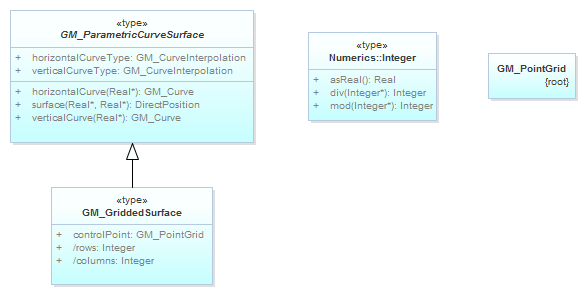 «type»
GM_ParametricCurveSurface
+ horizontalCurveType: GM_CurveInterpolation
+ verticalCurveType: GM_CurveInterpolation
+ horizontalCurve(Real*): GM_Curve
+ surface(Real*, Real*): DirectPosition
+ verticalCurve(Real*): GM_Curve
«type»
Numerics::Integer
+ asReal(): Real
+ div(Integer*): Integer
+ mod(Integer*): Integer
GM_PointGrid
{root}
«type»
GM_GriddedSurface
+ controlPoint: GM_PointGrid
+ /rows: Integer
+ /columns: Integer